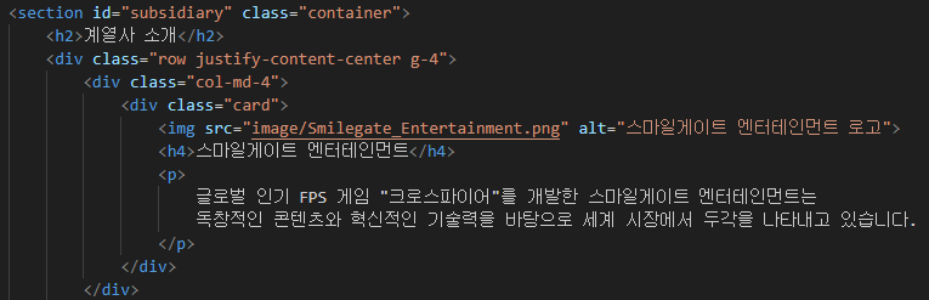 <section id="subsidiary" class="container">
<h2>계열사 소개</h2>
<div class="row justify-content-center g-4">
<div class="col-md-4">
<div class="card">
<img src="image/Smilegate_Entertainment.png" alt="스마일게이트 엔터테인먼트 로고">
<h4>스마일게이트 엔터테인먼트</h4>
<p>
글로벌 인기 FPS 게임 "크로스파이어"를 개발한 스마일게이트 엔터테인먼트는
독창적인 콘텐츠와 혁신적인 기술력을 바탕으로 세계 시장에서 두각을 나타내고 있습니다.
</p>
</div>
</div>